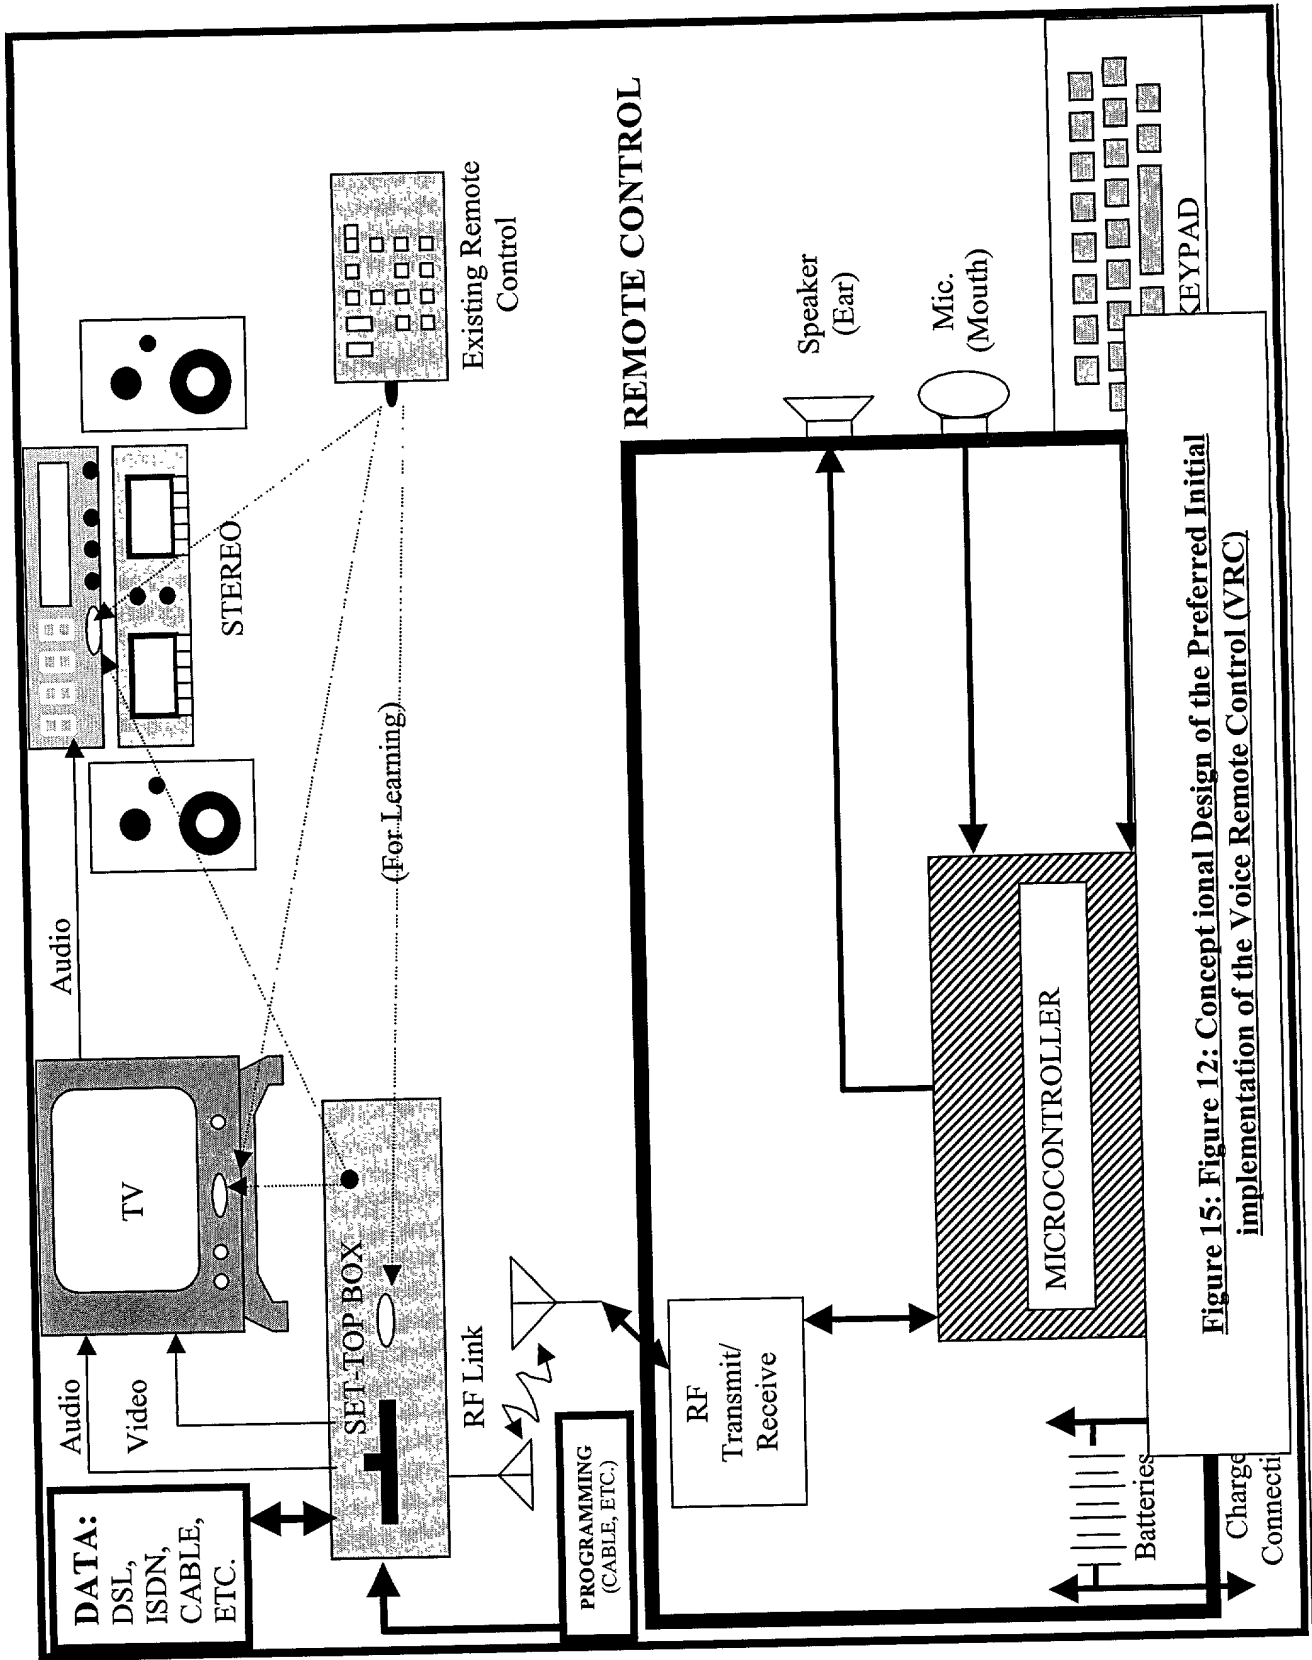 DATA:
DSL,
ISDN,
CABLE,
ETC.
Audio
Video
TV
Audio
STEREO
SET-TOP BOX
(For Learning)
Existing Remote
Control
RF Link
PROGRAMMING
(CABLE, ETC.)
REMOTE CONTROL
RF
Transmit/
Receive
Speaker
(Ear)
Mic.
(Mouth)
MICROCONTROLLER
KEYPAD
Batteries
Charge
Connecti
Figure 15: Figure 12: Concept ional Design of the Preferred Initial
implementation of the Voice Remote Control (VRC)